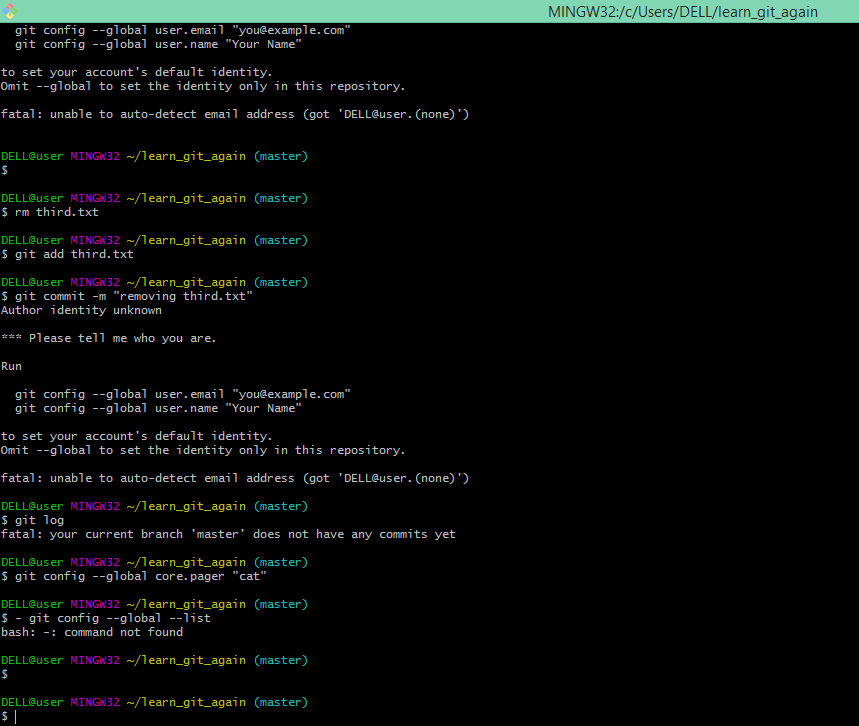 MINGW32:/c/Users/DELL/learn_git_again
git config --global user.email "you@example.com"
git config --global user.name "Your Name"
to set your account's default identity.
Omit --global to set the identity only in this repository.
fatal: unable to auto-detect email address (got 'DELL@user.(none)')
DELL@user MINGW32 ~/learn_git_again (master)
$
DELL@user MINGW32 ~/learn_git_again (master)
$ rm third.txt
DELL@user MINGW32 ~/learn_git_again (master)
$ git add third.txt
DELL@user MINGW32 ~/learn_git_again (master)
$ git commit -m "removing third.txt"
Author identity unknown
*** Please tell me who you are.
Run
git config --global user.email "you@example.com"
git config --global user.name "Your Name"
to set your account's default identity.
Omit --global to set the identity only in this repository.
fatal: unable to auto-detect email address (got 'DELL@user.(none)')
DELL@user MINGW32 ~/learn_git_again (master)
$ git log
fatal: your current branch 'master' does not have any commits yet
DELL@user MINGW32 ~/learn_git_again (master)
$ git config --global core.pager "cat"
DELL@user MINGW32 ~/learn_git_again (master)
$ - git config --global --list
bash: -: command not found
DELL@user MINGW32 ~/learn_git_again (master)
$
DELL@user MINGW32 ~/learn_git_again (master)
$